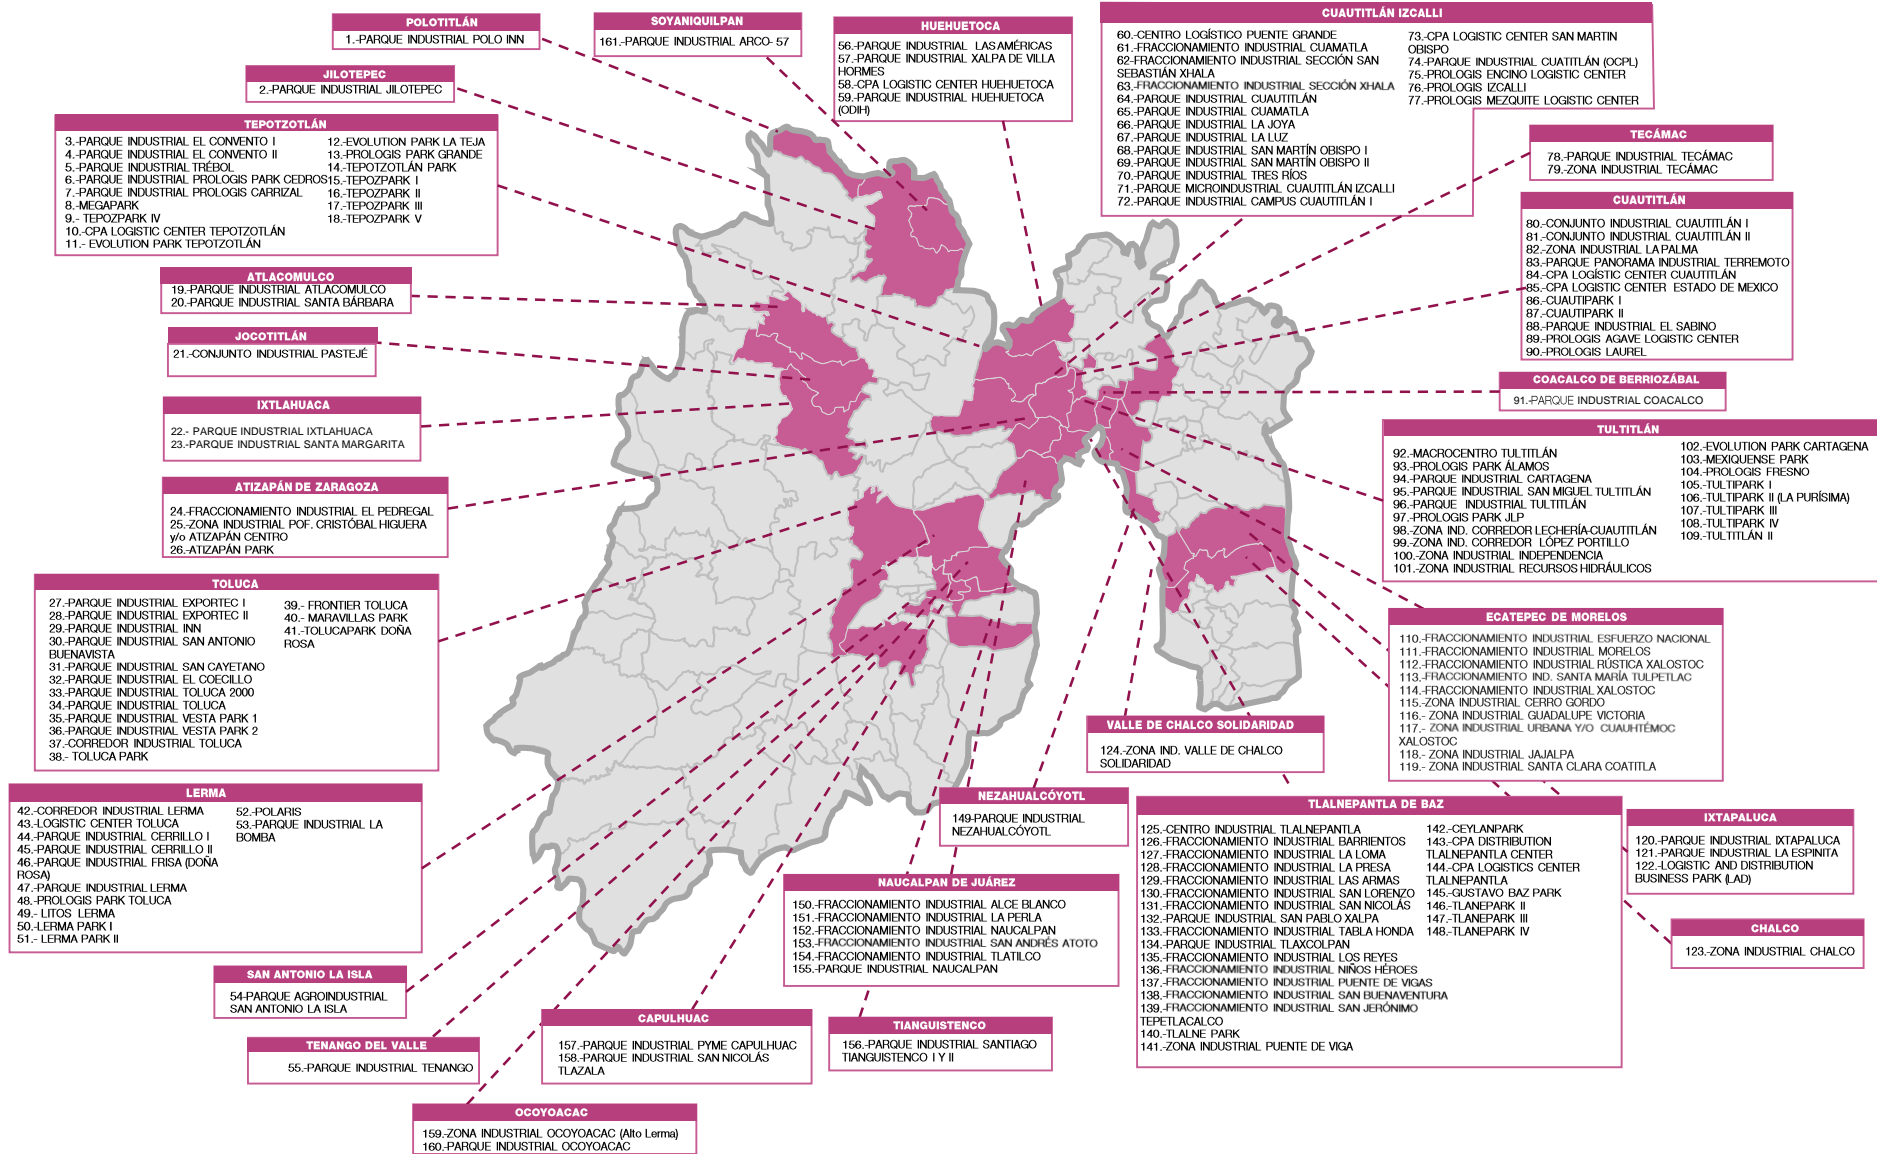 POLOTITLÁN
1.-PARQUE INDUSTRIAL POLO INN
SOYANIQUILPAN
161.-PARQUE INDUSTRIAL ARCO- 57
HUEHUETOCA
56.-PARQUE INDUSTRIAL LAS AMÉRICAS
57.-PARQUE INDUSTRIAL XALPA DE VILLA
HORMES
58.-CPA LOGISTIC CENTER HUEHUETOCA
59.-PARQUE INDUSTRIAL HUEHUETOCA
(ODIH)
CUAUTITLÁN IZCALLI
60.-CENTRO LOGÍSTICO PUENTE GRANDE
61.-FRACCIONAMIENTO INDUSTRIAL CUAMATLA
62-FRACCIONAMIENTO INDUSTRIAL SECCIÓN SAN
SEBASTIÁN XHALA
63.-FRACCIONAMIENTO INDUSTRIAL SECCIÓN XHALA
64.-PARQUE INDUSTRIAL CUAUTITLÁN
65.-PARQUE INDUSTRIAL CUAMATLA
66.-PARQUE INDUSTRIAL LA JOYA
67.-PARQUE INDUSTRIAL LA LUZ
68.-PARQUE INDUSTRIAL SAN MARTÍN OBISPO I
69.-PARQUE INDUSTRIAL SAN MARTÍN OBISPO II
70.-PARQUE INDUSTRIAL TRES RÍOS
71.-PARQUE MICROINDUSTRIAL CUAUTITLÁN IZCALLI
72.-PARQUE INDUSTRIAL CAMPUS CUAUTITLÁN I
73.-CPA LOGISTIC CENTER SAN MARTIN
OBISPO
74.-PARQUE INDUSTRIAL CUATITLÁN (OCPL)
75.-PROLOGIS ENCINO LOGISTIC CENTER
76.-PROLOGIS IZCALLI
77.-PROLOGIS MEZQUITE LOGISTIC CENTER
JILOTEPEC
2.-PARQUE INDUSTRIAL JILOTEPEC
TEPOTZOTLÁN
3.-PARQUE INDUSTRIAL EL CONVENTO I
4.-PARQUE INDUSTRIAL EL CONVENTO II
5.-PARQUE INDUSTRIAL TRÉBOL
6.-PARQUE INDUSTRIAL PROLOGIS PARK CEDROS
7.-PARQUE INDUSTRIAL PROLOGIS CARRIZAL
8.-MEGAPARK
9.- TEPOZPARK IV
10.-CPA LOGISTIC CENTER TEPOTZOTLÁN
11.- EVOLUTION PARK TEPOTZOTLÁN
12.-EVOLUTION PARK LA TEJA
13.-PROLOGIS PARK GRANDE
14.-TEPOTZOTLÁN PARK
15.-TEPOZPARK I
16.-TEPOZPARK II
17.-TEPOZPARK III
18.-TEPOZPARK V
TECÁMAC
78.-PARQUE INDUSTRIAL TECÁMAC
79.-ZONA INDUSTRIAL TECÁMAC
CUAUTITLÁN
80.-CONJUNTO INDUSTRIAL CUAUTITLÁN I
81.-CONJUNTO INDUSTRIAL CUAUTITLÁN II
82.-ZONA INDUSTRIAL LA PALMA
83.-PARQUE PANORAMA INDUSTRIAL TERREMOTO
84.-CPA LOGÍSTIC CENTER CUAUTITLÁN
85.-CPA LOGISTIC CENTER ESTADO DE MEXICO
86.-CUAUTIPARK I
87.-CUAUTIPARK II
88.-PARQUE INDUSTRIAL EL SABINO
89.-PROLOGIS AGAVE LOGISTIC CENTER
90.-PROLOGIS LAUREL
ATLACOMULCO
19.-PARQUE INDUSTRIAL ATLACOMULCO
20.-PARQUE INDUSTRIAL SANTA BÁRBARA
JOCOTITLÁN
21.-CONJUNTO INDUSTRIAL PASTEJÉ
COACALCO DE BERRIOZÁBAL
91.-PARQUE INDUSTRIAL COACALCO
IXTLAHUACA
22.- PARQUE INDUSTRIAL IXTLAHUACA
23.-PARQUE INDUSTRIAL SANTA MARGARITA
TULTITLÁN
92.-MACROCENTRO TULTITLÁN
93.-PROLOGIS PARK ÁLAMOS
94.-PARQUE INDUSTRIAL CARTAGENA
95.-PARQUE INDUSTRIAL SAN MIGUEL TULTITLÁN
96.-PARQUE INDUSTRIAL TULTITLÁN
97.-PROLOGIS PARK JLP
98.-ZONA IND. CORREDOR LECHERÍA-CUAUTITLÁN
99.-ZONA IND. CORREDOR LÓPEZ PORTILLO
100.-ZONA INDUSTRIAL INDEPENDENCIA
101.-ZONA INDUSTRIAL RECURSOS HIDRÁULICOS
102.-EVOLUTION PARK CARTAGENA
103.-MEXIQUENSE PARK
104.-PROLOGIS FRESNO
105.-TULTIPARK I
106.-TULTIPARK II (LA PURÍSIMA)
107.-TULTIPARK III
108.-TULTIPARK IV
109.-TULTITLÁN II
ATIZAPÁN DE ZARAGOZA
24.-FRACCIONAMIENTO INDUSTRIAL EL PEDREGAL
25.-ZONA INDUSTRIAL POF. CRISTÓBAL HIGUERA
y/o ATIZAPÁN CENTRO
26.-ATIZAPÁN PARK
TOLUCA
27.-PARQUE INDUSTRIAL EXPORTEC I
28.-PARQUE INDUSTRIAL EXPORTEC II
29.-PARQUE INDUSTRIAL INN
30.-PARQUE INDUSTRIAL SAN ANTONIO
BUENAVISTA
31.-PARQUE INDUSTRIAL SAN CAYETANO
32.-PARQUE INDUSTRIAL EL COECILLO
33.-PARQUE INDUSTRIAL TOLUCA 2000
34.-PARQUE INDUSTRIAL TOLUCA
35.-PARQUE INDUSTRIAL VESTA PARK 1
36.-PARQUE INDUSTRIAL VESTA PARK 2
37.-CORREDOR INDUSTRIAL TOLUCA
38.- TOLUCA PARK
39.- FRONTIER TOLUCA
40.- MARAVILLAS PARK
41.-TOLUCAPARK DOÑA
ROSA
ECATEPEC DE MORELOS
110.-FRACCIONAMIENTO INDUSTRIAL ESFUERZO NACIONAL
111.-FRACCIONAMIENTO INDUSTRIAL MORELOS
112.-FRACCIONAMIENTO INDUSTRIAL RÚSTICA XALOSTOC
113.-FRACCIONAMIENTO IND. SANTA MARÍA TULPETLAC
114.-FRACCIONAMIENTO INDUSTRIAL XALOSTOC
115.-ZONA INDUSTRIAL CERRO GORDO
116.- ZONA INDUSTRIAL GUADALUPE VICTORIA
117.- ZONA INDUSTRIAL URBANA Y/O CUAUHTÉMOC
XALOSTOC
118.- ZONA INDUSTRIAL JAJALPA
119.- ZONA INDUSTRIAL SANTA CLARA COATITLA
VALLE DE CHALCO SOLIDARIDAD
124.-ZONA IND. VALLE DE CHALCO
SOLIDARIDAD
LERMA
42.-CORREDOR INDUSTRIAL LERMA
43.-LOGISTIC CENTER TOLUCA
44.-PARQUE INDUSTRIAL CERRILLO I
45.-PARQUE INDUSTRIAL CERRILLO II
46.-PARQUE INDUSTRIAL FRISA (DOÑA
ROSA)
47.-PARQUE INDUSTRIAL LERMA
48.-PROLOGIS PARK TOLUCA
49.- LITOS LERMA
50.-LERMA PARK I
51.- LERMA PARK II
52.-POLARIS
53.-PARQUE INDUSTRIAL LA
BOMBA
NEZAHUALCÓYOTL
149-PARQUE INDUSTRIAL
NEZAHUALCÓYOTL
TLALNEPANTLA DE BAZ
125.-CENTRO INDUSTRIAL TLALNEPANTLA
126.-FRACCIONAMIENTO INDUSTRIAL BARRIENTOS
127.-FRACCIONAMIENTO INDUSTRIAL LA LOMA
128.-FRACCIONAMIENTO INDUSTRIAL LA PRESA
129.-FRACCIONAMIENTO INDUSTRIAL LAS ARMAS
130.-FRACCIONAMIENTO INDUSTRIAL SAN LORENZO
131.-FRACCIONAMIENTO INDUSTRIAL SAN NICOLÁS
132.-PARQUE INDUSTRIAL SAN PABLO XALPA
133.-FRACCIONAMIENTO INDUSTRIAL TABLA HONDA
134.-PARQUE INDUSTRIAL TLAXCOLPAN
135.-FRACCIONAMIENTO INDUSTRIAL LOS REYES
136.-FRACCIONAMIENTO INDUSTRIAL NIÑOS HÉROES
137.-FRACCIONAMIENTO INDUSTRIAL PUENTE DE VIGAS
138.-FRACCIONAMIENTO INDUSTRIAL SAN BUENAVENTURA
139.-FRACCIONAMIENTO INDUSTRIAL SAN JERÓNIMO
TEPETLACALCO
140.-TLALNE PARK
141.-ZONA INDUSTRIAL PUENTE DE VIGA
142.-CEYLANPARK
143.-CPA DISTRIBUTION
TLALNEPANTLA CENTER
144.-CPA LOGISTICS CENTER
TLALNEPANTLA
145.-GUSTAVO BAZ PARK
146.-TLANEPARK II
147.-TLANEPARK III
148.-TLANEPARK IV
IXTAPALUCA
120.-PARQUE INDUSTRIAL IXTAPALUCA
121.-PARQUE INDUSTRIAL LA ESPINITA
122.-LOGISTIC AND DISTRIBUTION
BUSINESS PARK (LAD)
NAUCALPAN DE JUÁREZ
150.-FRACCIONAMIENTO INDUSTRIAL ALCE BLANCO
151.-FRACCIONAMIENTO INDUSTRIAL LA PERLA
152.-FRACCIONAMIENTO INDUSTRIAL NAUCALPAN
153.-FRACCIONAMIENTO INDUSTRIAL SAN ANDRÉS ATOTO
154.-FRACCIONAMIENTO INDUSTRIAL TLATILCO
155.-PARQUE INDUSTRIAL NAUCALPAN
CHALCO
123.-ZONA INDUSTRIAL CHALCO
SAN ANTONIO LA ISLA
54-PARQUE AGROINDUSTRIAL
SAN ANTONIO LA ISLA
CAPULHUAC
157.-PARQUE INDUSTRIAL PYME CAPULHUAC
158.-PARQUE INDUSTRIAL SAN NICOLÁS
TLAZALA
TIANGUISTENCO
156.-PARQUE INDUSTRIAL SANTIAGO
TIANGUISTENCO I Y II
TENANGO DEL VALLE
55.-PARQUE INDUSTRIAL TENANGO
OCOYOACAC
159.-ZONA INDUSTRIAL OCOYOACAC (Alto Lerma)
160.-PARQUE INDUSTRIAL OCOYOACAC